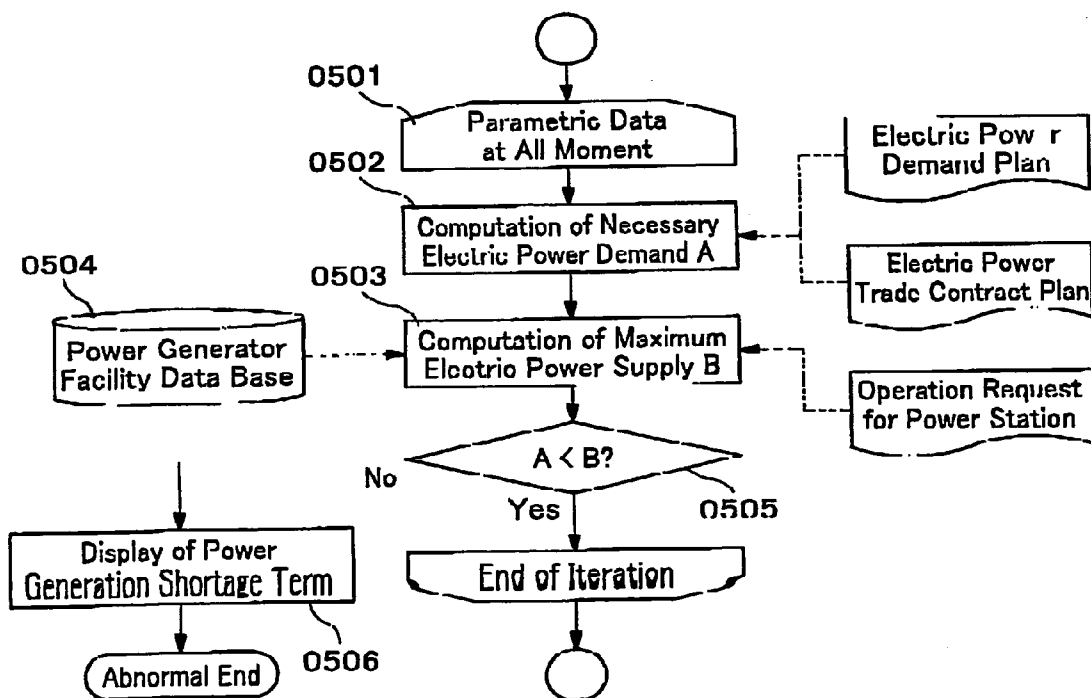 0501
Parametric Data
at All Moment
0502
Computation of Necessary
Electric Power Demand A
Electric Pow r
Demand Plan
Electric Power
Trade Contract Plan
0504
0503
Power Generator
Facility Data Base
Computation of Maximum
Electric Power Supply B
Operation Request
for Power Station
A < B?
No
Yes
0505
Display of Power
Generation Shortage Term
End of Iteration
0506
Abnormal End